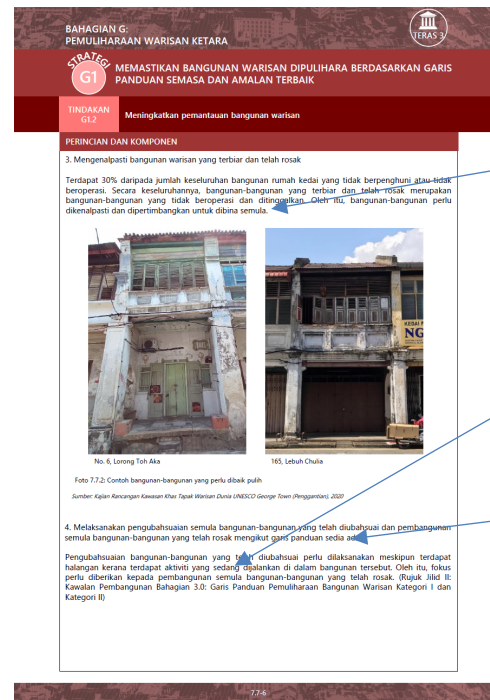 BAHAGIAN G:
PEMULIHARAAN WARISAN KETARA
TERAS 3
STRATEGI
G1
MEMASTIKAN BANGUNAN WARISAN DIPULIHARA BERDASARKAN GARIS
PANDUAN SEMASA DAN AMALAN TERBAIK
TINDAKAN
G1.2
Meningkatkan pemantauan bangunan warisan
PERINCIAN DAN KOMPONEN
3. Mengenalpasti bangunan warisan yang terbiar dan telah rosak
Terdapat 30% daripada jumlah keseluruhan bangunan rumah kedai yang tidak berpenghuni atau tidak
beroperasi. Secara keseluruhannya, bangunan-bangunan yang terbiar dan telah rosak merupakan
bangunan-bangunan yang tidak beroperasi dan ditinggalkan. Oleh itu, bangunan-bangunan perlu
dikenalpasti dan dipertimbangkan untuk dibina semula.
KEDAI
NG
No. 6, Lorong Toh Aka
165, Lebuh Chulia
Foto 7.7.2: Contoh bangunan-bangunan yang perlu dibaik pulih
Sumber: Kajian Rancangan Kawasan Khas Tapak Warisan Dunia UNESCO George Town (Penggantian), 2020
4. Melaksanakan pengubahsuaian semula bangunan-bangunan yang telah diubahsuai dan pembangunan
semula bangunan-bangunan yang telah rosak mengikut garis panduan sedia ada
Pengubahsuaian bangunan-bangunan yang telah diubahsuai perlu dilaksanakan meskipun terdapat
halangan kerana terdapat aktiviti yang sedang dijalankan di dalam bangunan tersebut. Oleh itu, fokus
perlu diberikan kepada pembangunan semula bangunan-bangunan yang telah rosak. (Rujuk Jilid II:
Kawalan Pembangunan Bahagian 3.0: Garis Panduan Pemuliharaan Bangunan Warisan Kategori I dan
Kategori II)
7.7-6